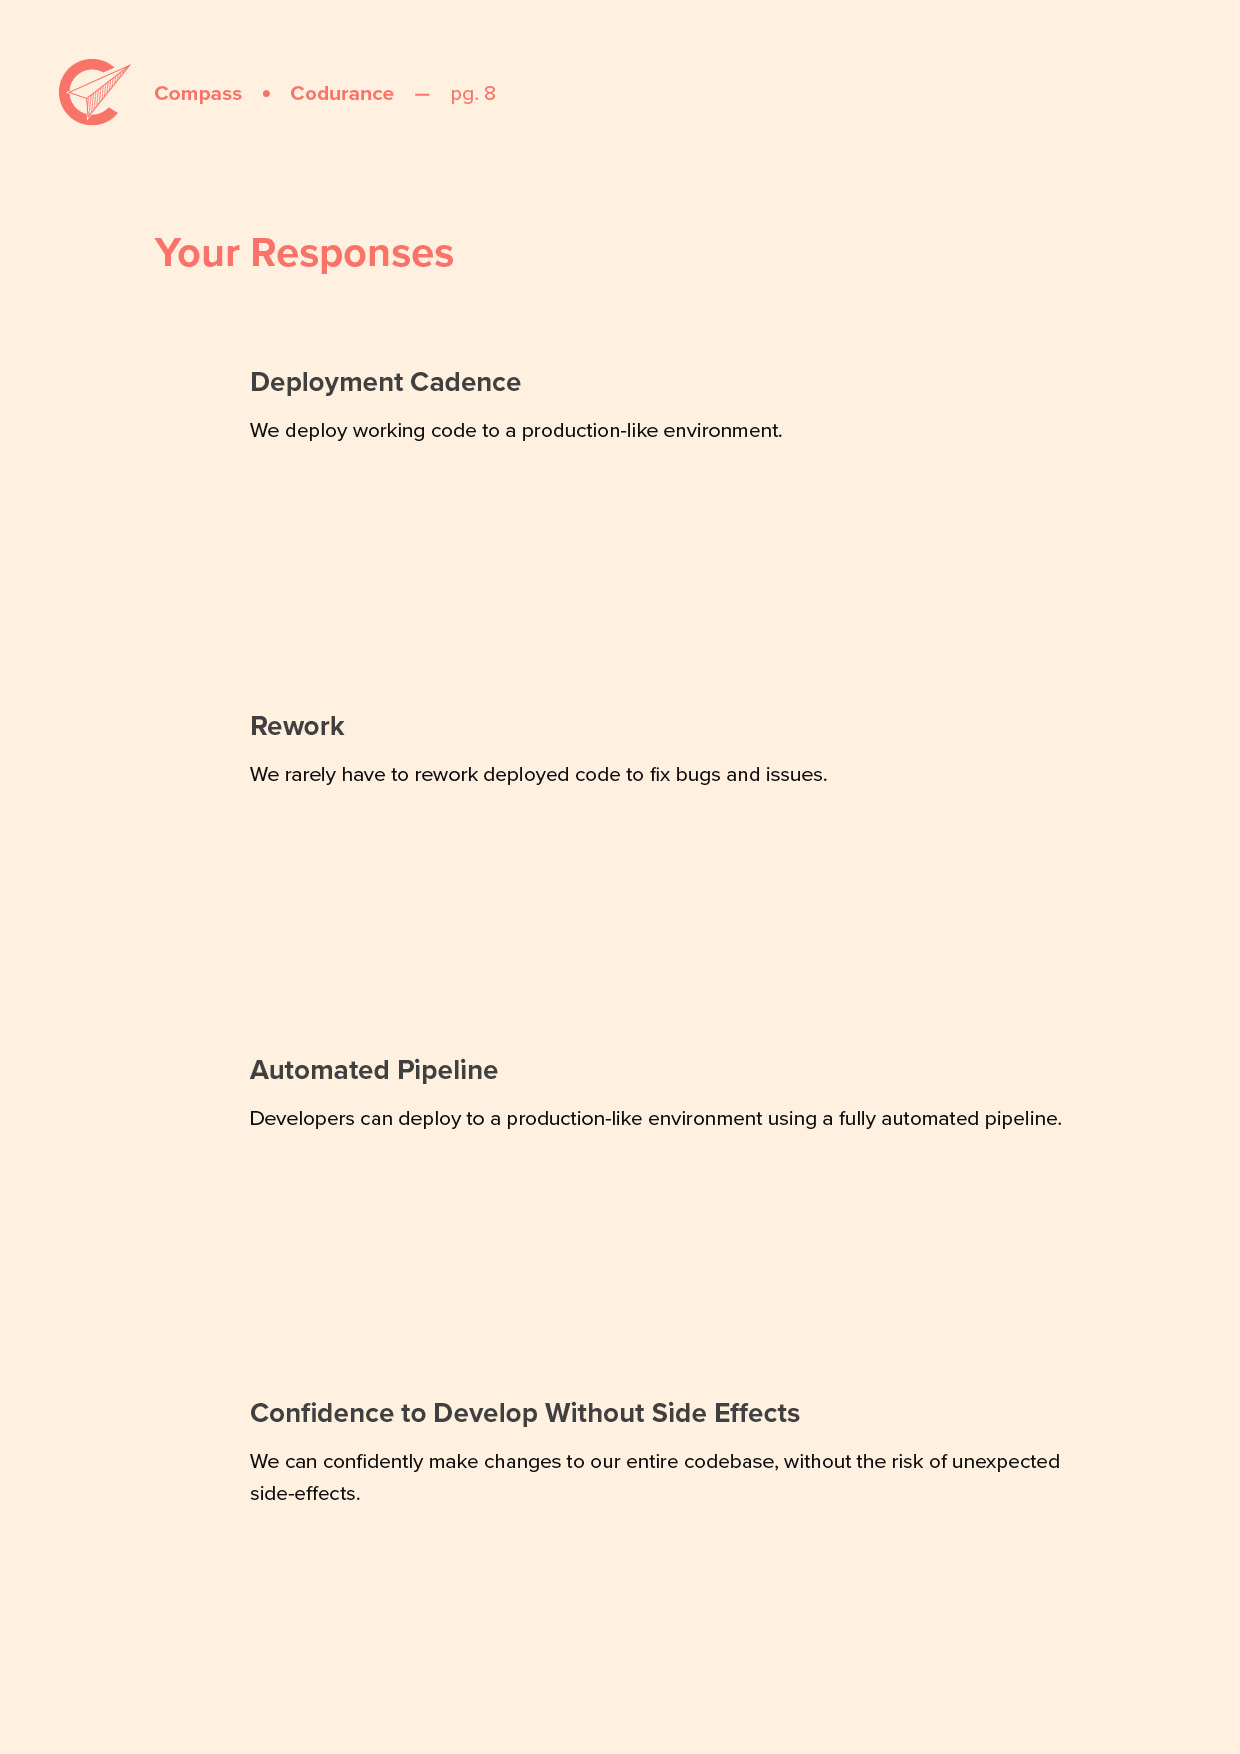 Compass • Codurance — pg. 8
Your Responses
Deployment Cadence
We deploy working code to a production-like environment.
Rework
We rarely have to rework deployed code to fix bugs and issues.
Automated Pipeline
Developers can deploy to a production-like environment using a fully automated pipeline.
Confidence to Develop Without Side Effects
We can confidently make changes to our entire codebase, without the risk of unexpected
side-effects.